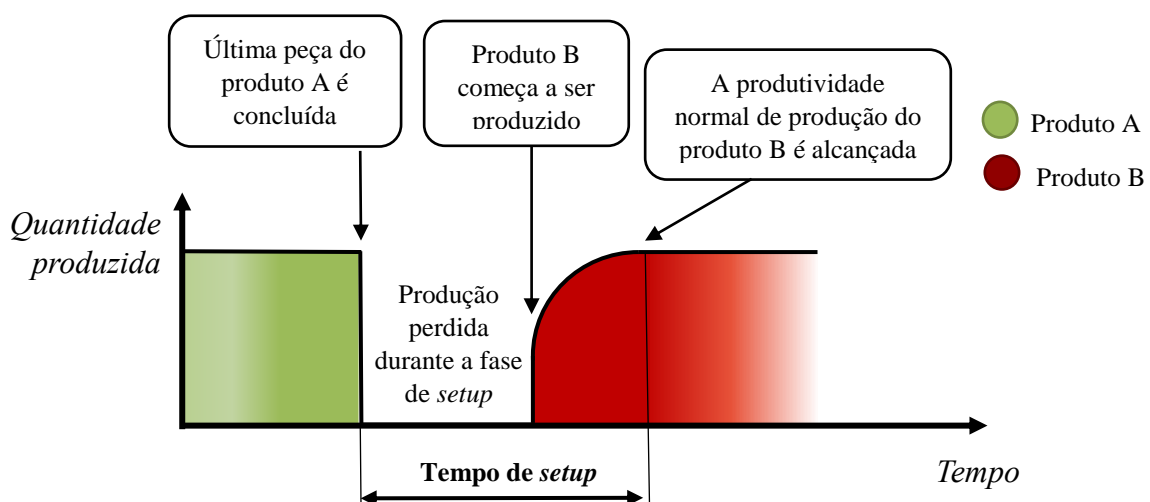 Última peça do
produto A é
concluída
Produto B
começa a ser
produzido
A produtividade
normal de produção do
produto B é alcançada
Produto A
Produto B
Quantidade
produzida
Produção
perdida
durante a fase
de setup
Tempo de setup
Tempo